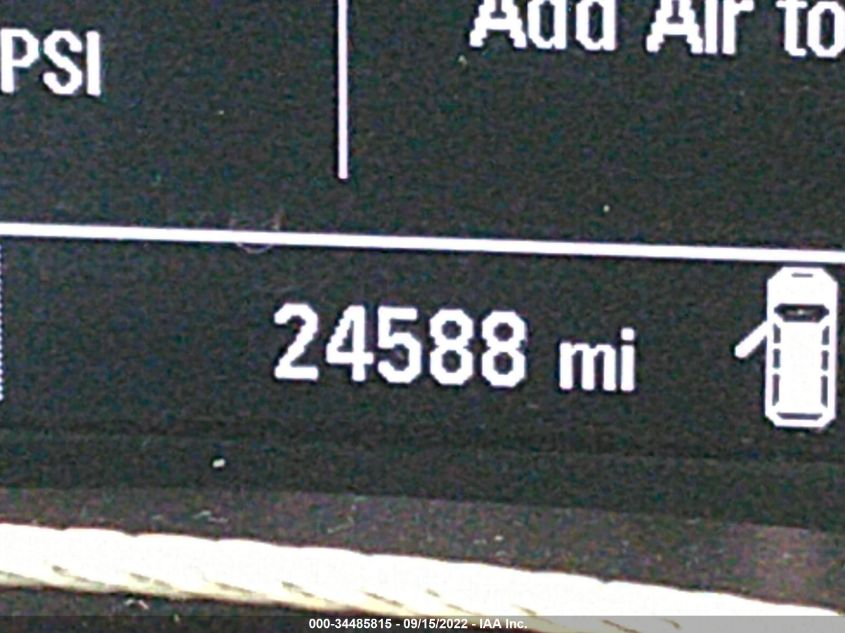 PSI
Add Air to
24588 mi
000-34485815 - 09/15/2022 - IAA Inc.